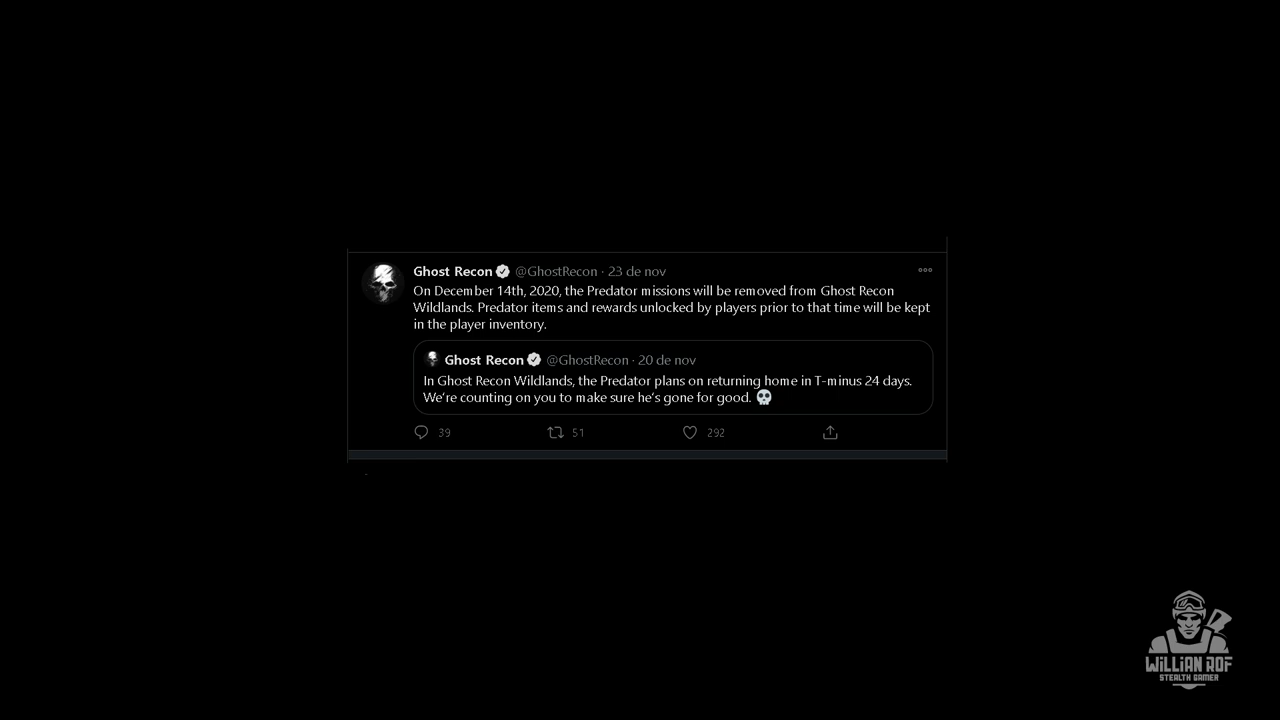 Ghost Recon @GhostRecon · 23 de nov
On December 14th, 2020, the Predator missions will be removed from Ghost Recon
Wildlands. Predator items and rewards unlocked by players prior to that time will be kept
in the player inventory.
Ghost Recon @GhostRecon · 20 de nov
In Ghost Recon Wildlands, the Predator plans on returning home in T-minus 24 days.
We're counting on you to make sure he's gone for good. 💀
39 51 292
WILLIAN ROF
STEALTH GAMER